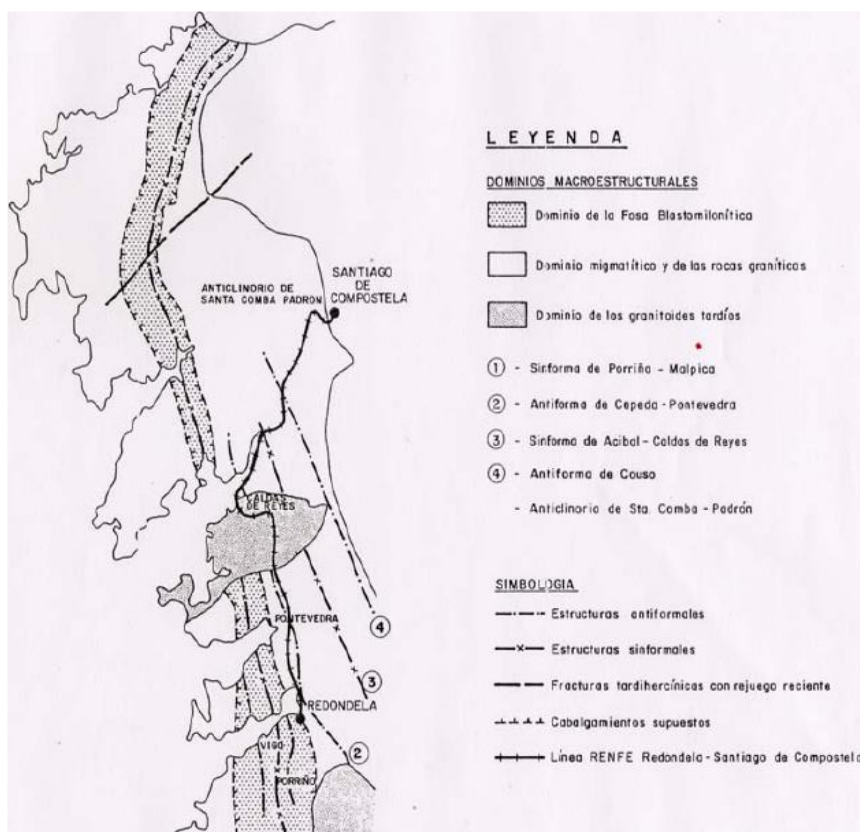 ANTICLINORIO DE
SANTA COMBA PADRON
SANTIAGO
DE
COMPOSTELA
CALDAS
DE REYES
PONTEVEDRA
4
3
REDONDELA
VIGO
2
PORRIÑO
LEYENDA
DOMINIOS MACROESTRUCTURALES
Dominio de la Fosa Blastomilonítica
Dominio migmatítico y de las rocas graníticas
Dominio de los granitoides tardíos
1 - Sinforma de Porriña - Malpica
2 - Antiforma de Cepeda - Pontevedra
3 - Sinforma de Acibal - Caldas de Reyes
4 - Antiforma de Couso
- Anticlinorio de Sta. Comba - Padrón
SIMBOLOGIA
Estructuras antiformales
Estructuras sinformales
Fracturas tardihercínicas con rejuego reciente
Cabalgamientos supuestos
Línea RENFE Redondela - Santiago de Compostela